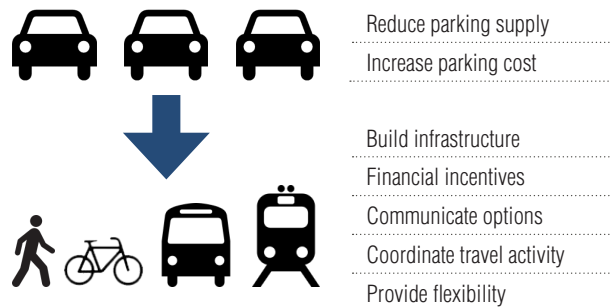 Reduce parking supply
Increase parking cost
Build infrastructure
Financial incentives
Communicate options
Coordinate travel activity
Provide flexibility